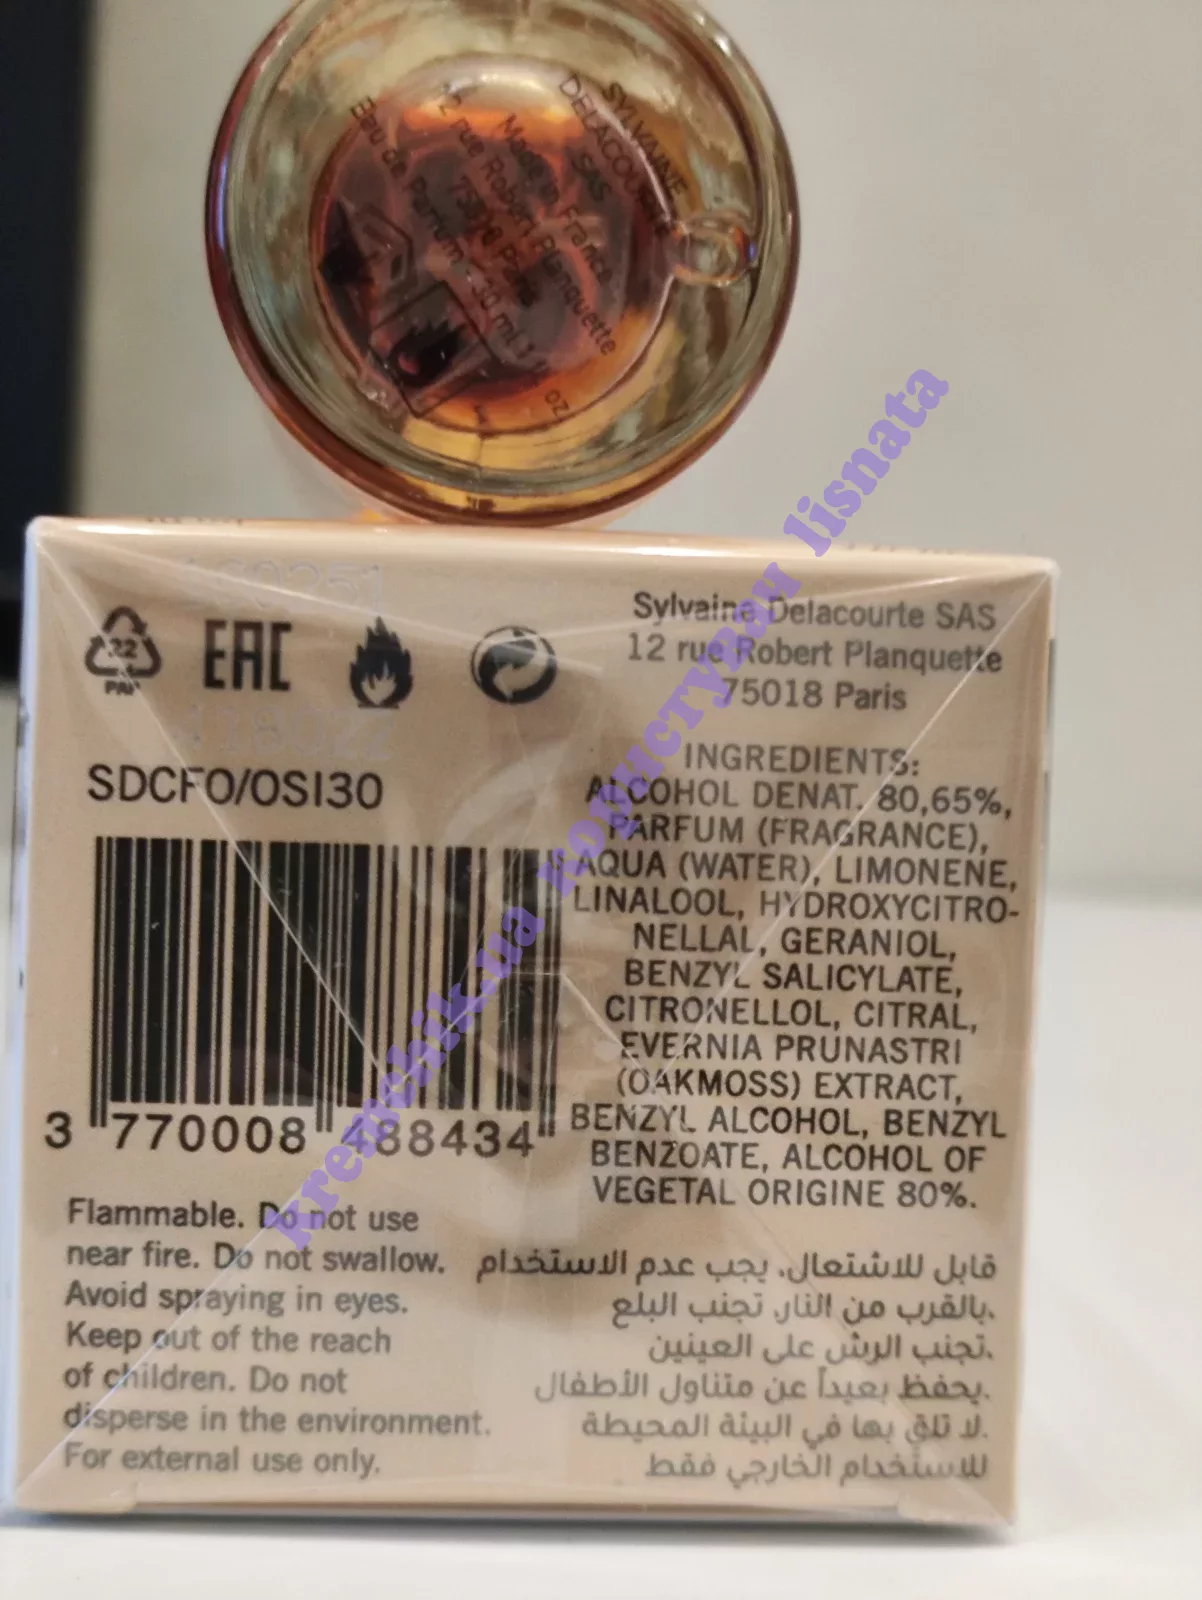 SYLVAINE
DELACOURTE
SAS
Made in France
12 rue Robert Planquette
75018 Paris
Eau de Parfum - 30 ml 1 fl oz
22
PAP
EAC
SDCFO/OSI30
3 770008 488434
Flammable. Do not use
near fire. Do not swallow.
Avoid spraying in eyes.
Keep out of the reach
of children. Do not
disperse in the environment.
For external use only.
Sylvaine Delacourte SAS
12 rue Robert Planquette
75018 Paris
INGREDIENTS:
ALCOHOL DENAT. 80,65%,
PARFUM (FRAGRANCE),
AQUA (WATER), LIMONENE,
LINALOOL, HYDROXYCITRO-
NELLAL, GERANIOL,
BENZYL SALICYLATE,
CITRONELLOL, CITRAL,
EVERNIA PRUNASTRI
(OAKMOSS) EXTRACT,
BENZYL ALCOHOL, BENZYL
BENZOATE, ALCOHOL OF
VEGETAL ORIGINE 80%.
قابل للاشتعال. يجب عدم الاستخدام
بالقرب من النار. تجنب البلع.
تجنب الرش على العينين.
يحفظ بعيداً عن متناول الأطفال.
لا تلق بها في البيئة المحيطة.
للاستخدام الخارجي فقط
kremchik.ua користувач lisnata